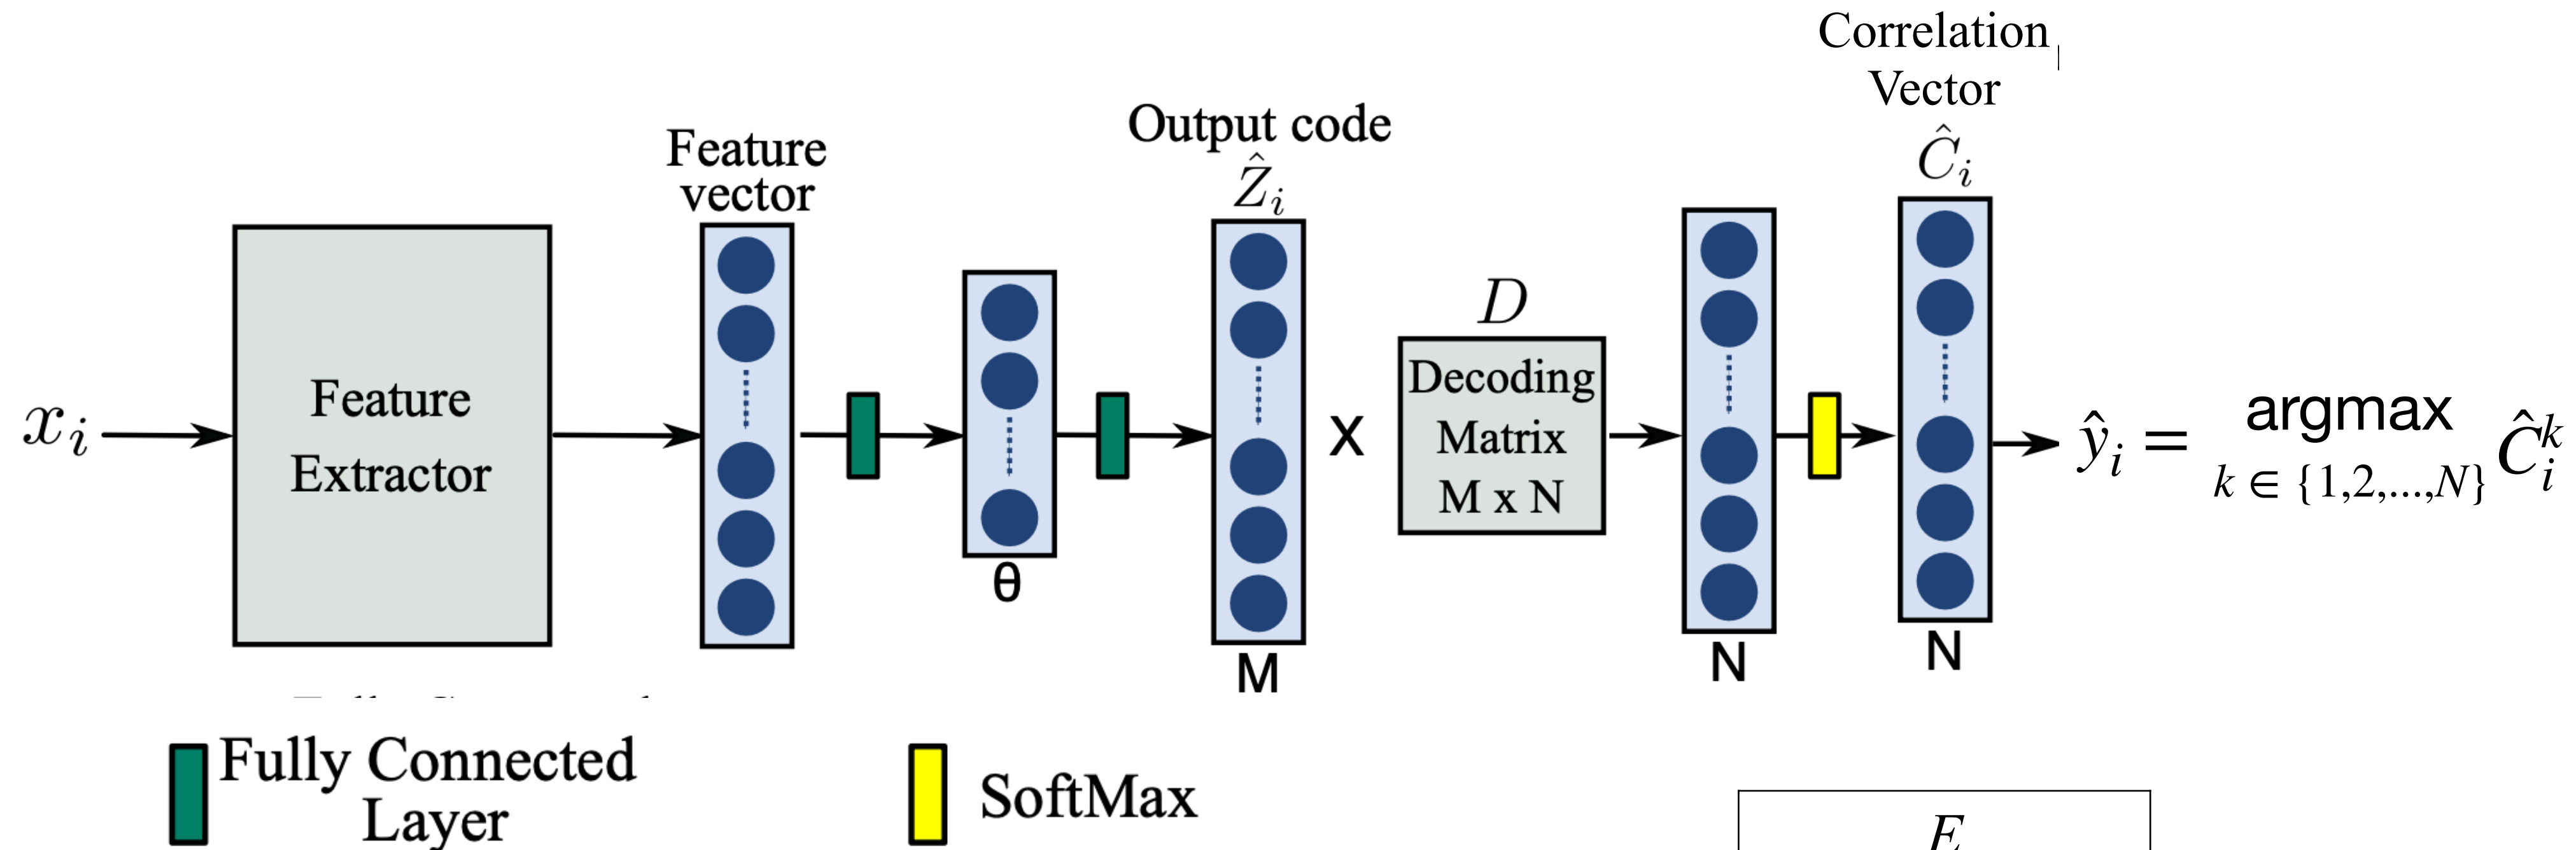 Correlation
Vector
Ĉ_i
Output code
Ẑ_i
Feature
vector
D
x_i
Feature
Extractor
θ
M
X
Decoding
Matrix
M x N
N
N
ŷ_i = argmax Ĉ_i^k
k ∈ {1,2,...,N}
Fully Connected
Layer
SoftMax
E